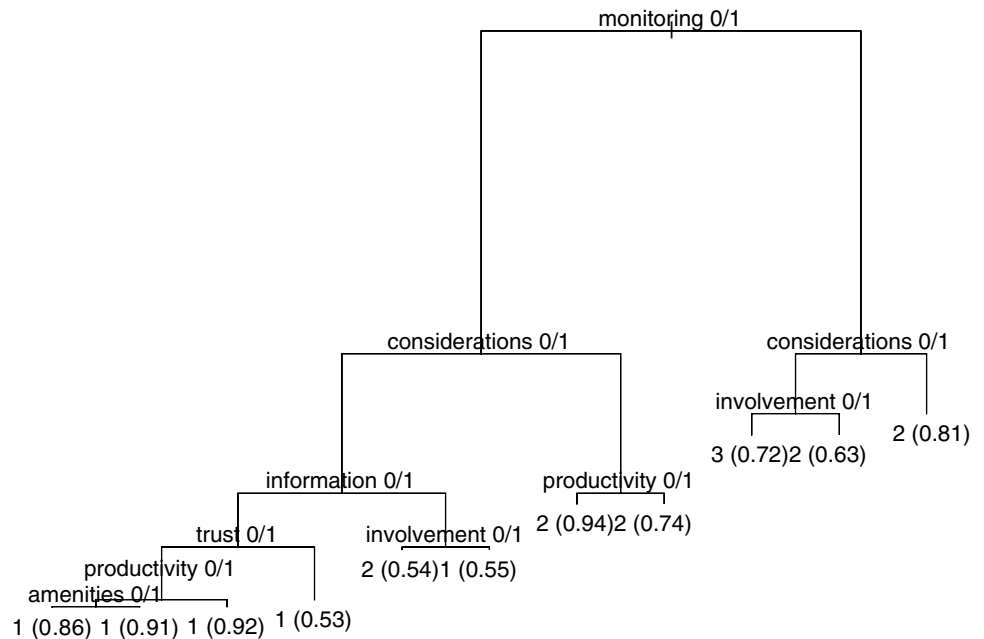 monitoring 0/1
considerations 0/1
considerations 0/1
involvement 0/1
2 (0.81)
3 (0.72)
2 (0.63)
information 0/1
productivity 0/1
2 (0.94)
2 (0.74)
trust 0/1
involvement 0/1
2 (0.54)
1 (0.55)
productivity 0/1
amenities 0/1
1 (0.86)
1 (0.91)
1 (0.92)
1 (0.53)